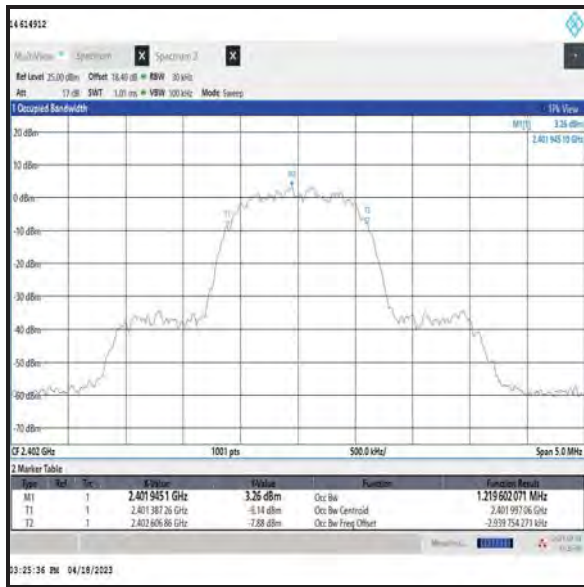 14 614912
MultiView Spectrum X Spectrum 2 X
Ref Level 25.00 dBm Offset 18.40 dB RBW 30 kHz
Att 17 dB SWT 1.01 ms VBW 100 kHz Mode Sweep
1 Occupied Bandwidth 1Pk View
M1[1] 3.26 dBm
2.401 945 10 GHz
20 dBm
10 dBm
M1
0 dBm
T1 T2
-10 dBm
-20 dBm
-30 dBm
-40 dBm
-50 dBm
-60 dBm
-70 dBm
CF 2.402 GHz 1001 pts 500.0 kHz/ Span 5.0 MHz
2 Marker Table
Type Ref Trc X-Value Y-Value Function Function Result
M1 1 2.401 945 1 GHz 3.26 dBm Occ Bw 1.219 602 071 MHz
T1 1 2.401 387 26 GHz -6.14 dBm Occ Bw Centroid 2.401 997 06 GHz
T2 1 2.402 606 86 GHz -7.88 dBm Occ Bw Freq Offset -2.939 754 271 kHz
03:25:36 PM 04/18/2023